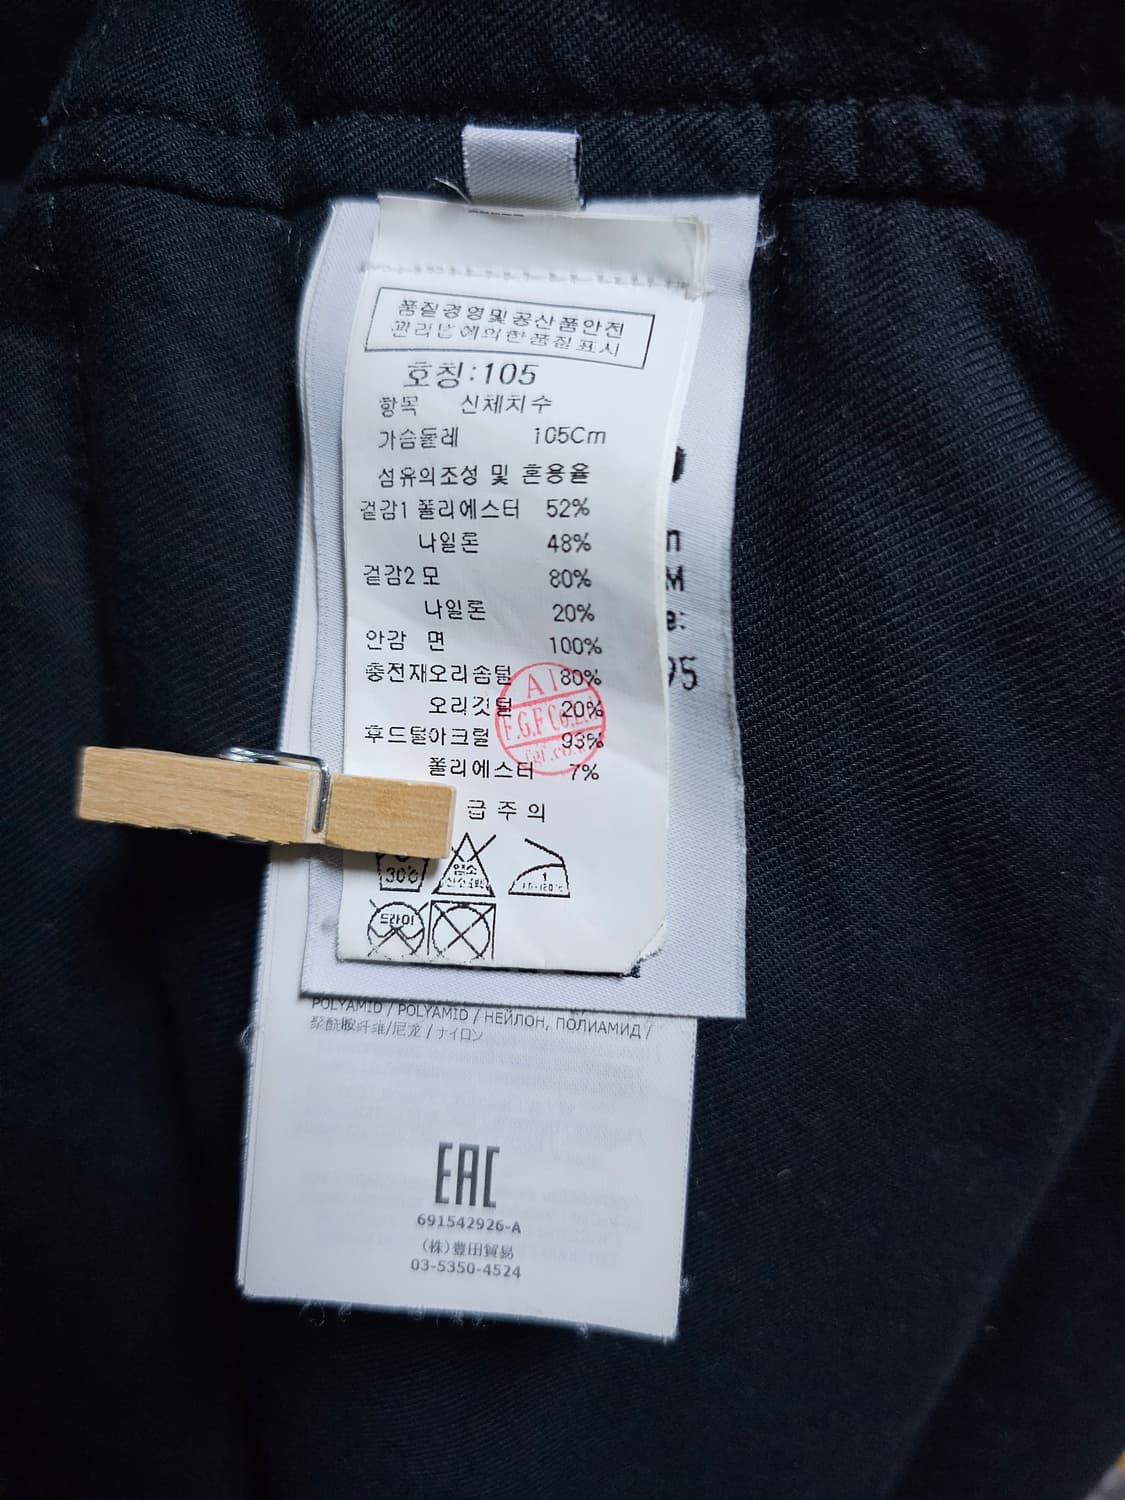 품질경영및공산품안전
관리법에의한품질표시
호칭:105
항목 신체치수
가슴둘레 105Cm
섬유의조성 및 혼용율
겉감1 폴리에스터 52%
나일론 48%
겉감2 모 80%
나일론 20%
안감 면 100%
충전재오리솜털 80%
오리깃털 20%
후드털아크릴 93%
폴리에스터 7%
급주의
30℃
염소
드라이
A I
F.G.F Co.Ltd
n
M
e:
95
POLYAMID / POLYAMID / НЕЙЛОН, ПОЛИАМИД /
聚酰胺纤维/尼龙 / ナイロン
EAC
691542926-A
(株)豊田貿易
03-5350-4524